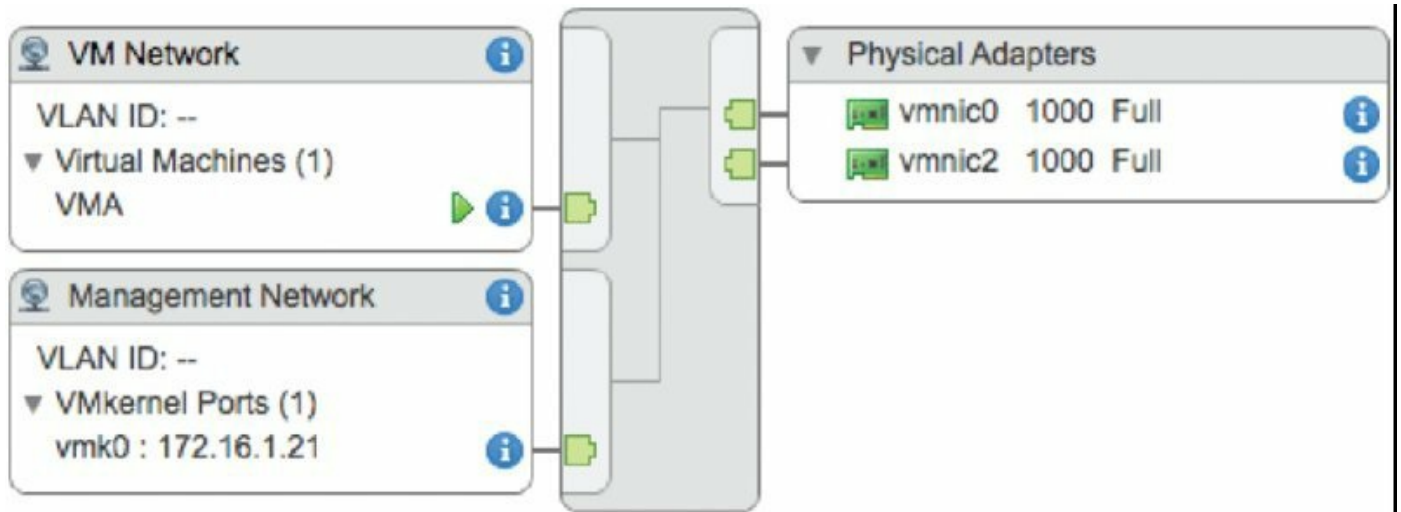 VM Network
VLAN ID: --
Virtual Machines (1)
VMA
Management Network
VLAN ID: --
VMkernel Ports (1)
vmk0 : 172.16.1.21
Physical Adapters
vmnic0 1000 Full
vmnic2 1000 Full